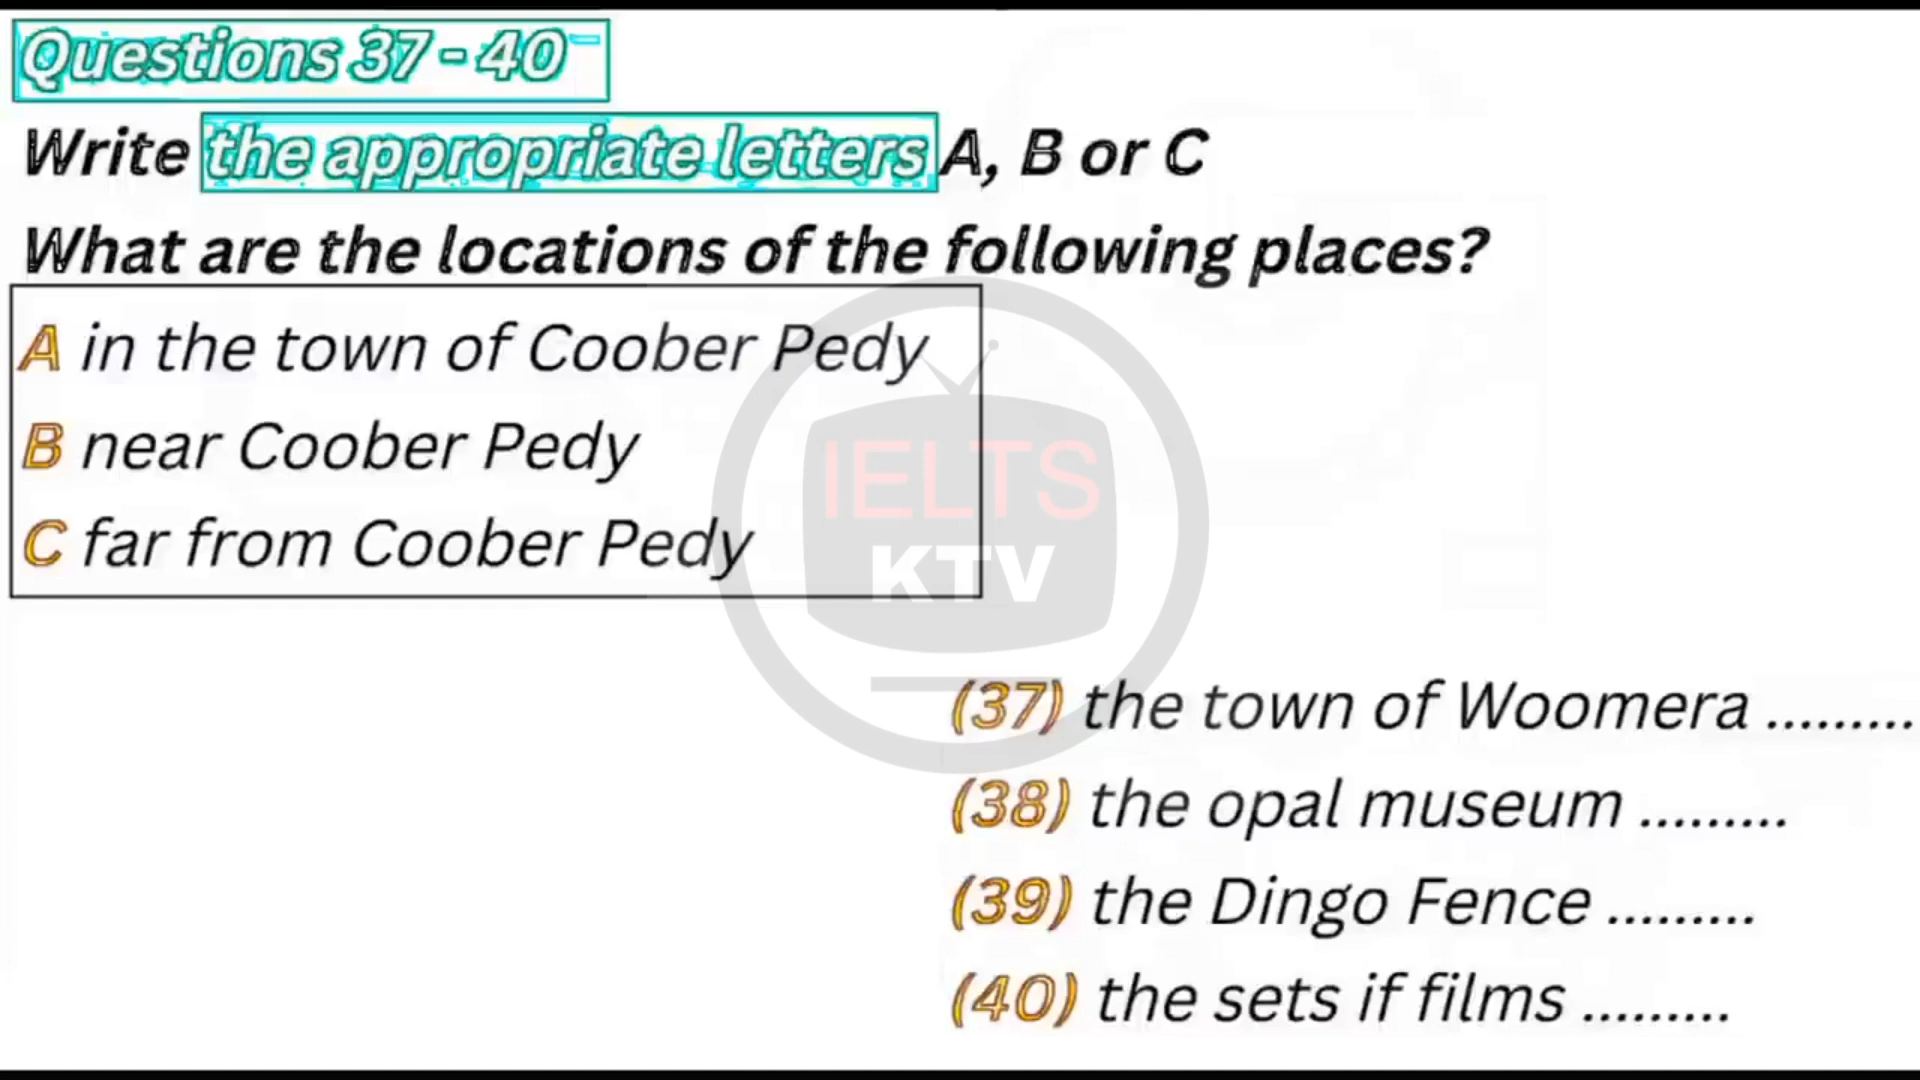 Questions 37 - 40
Write the appropriate letters A, B or C
What are the locations of the following places?
A in the town of Coober Pedy
B near Coober Pedy
C far from Coober Pedy
IELTS
KTV
(37) the town of Woomera .........
(38) the opal museum .........
(39) the Dingo Fence .........
(40) the sets if films .........